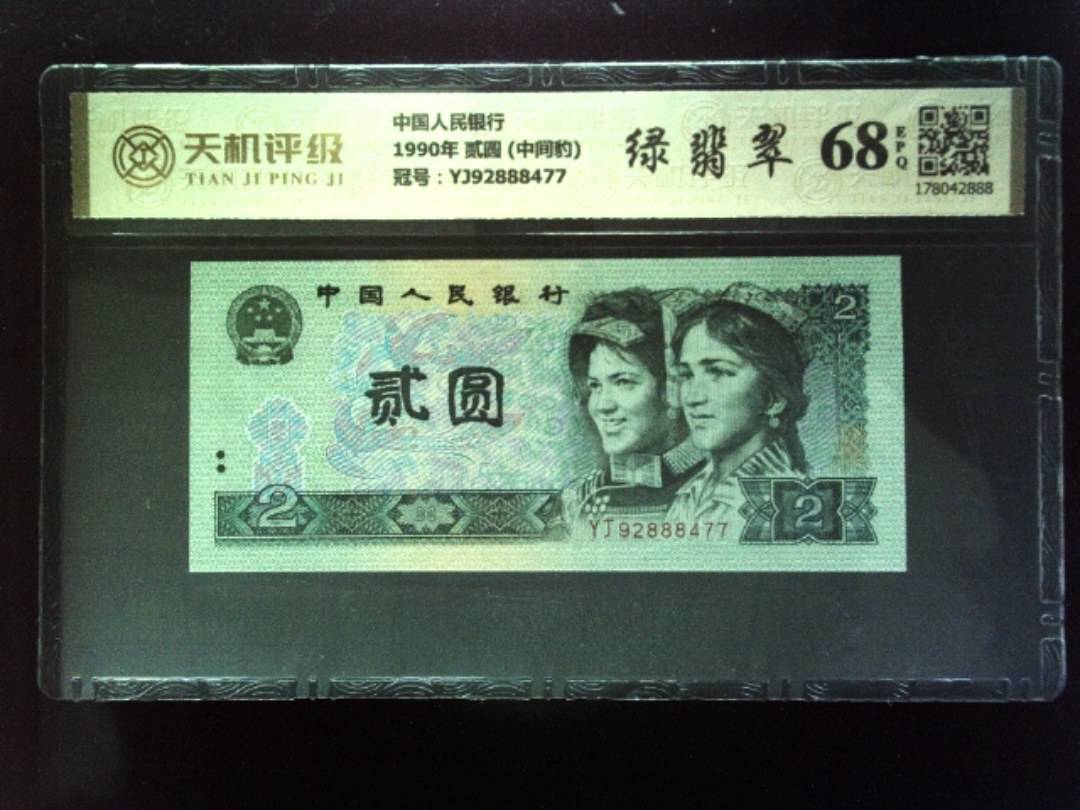 天机评级
TIAN JI PING JI
中国人民银行
1990年 贰圆 (中间豹)
冠号：YJ92888477
绿翡翠
68
EPQ
178042888
中国人民银行
2
贰圆
2
YJ92888477
2